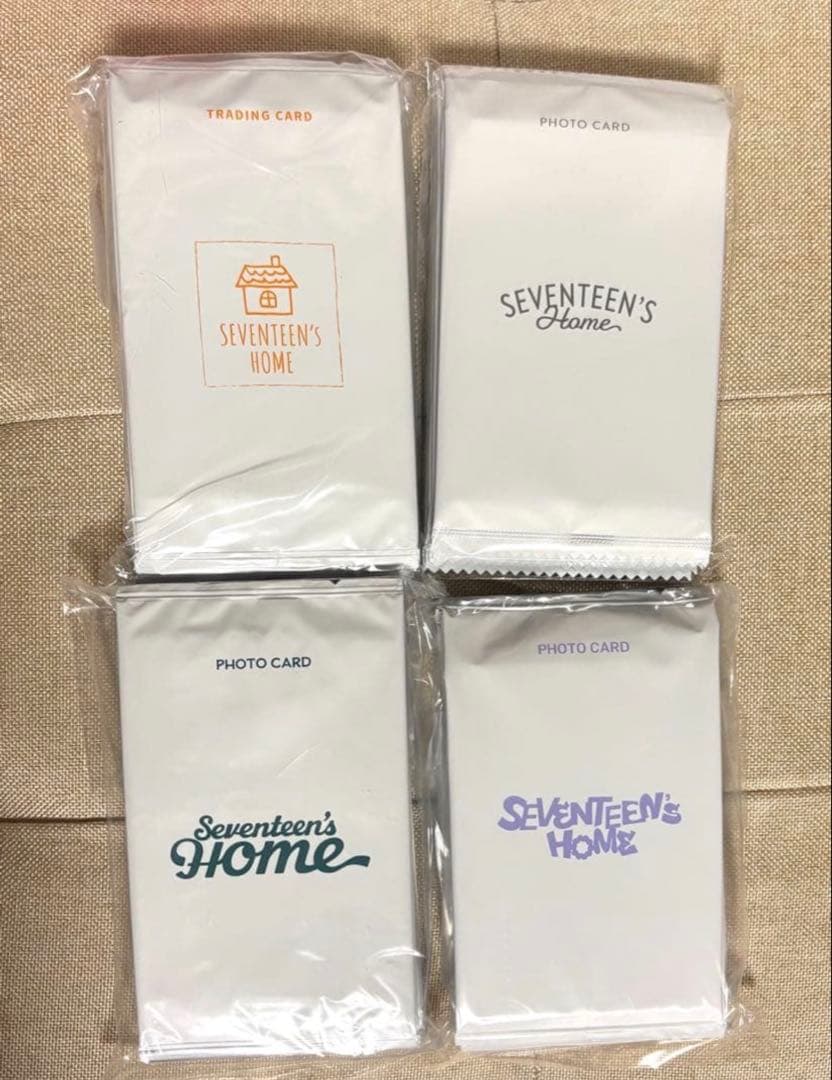 TRADING CARD
SEVENTEEN's
HOME
PHOTO CARD
SEVENTEEN'S
Home
PHOTO CARD
Seventeen's
Home
PHOTO CARD
SEVENTEEN's
HOME